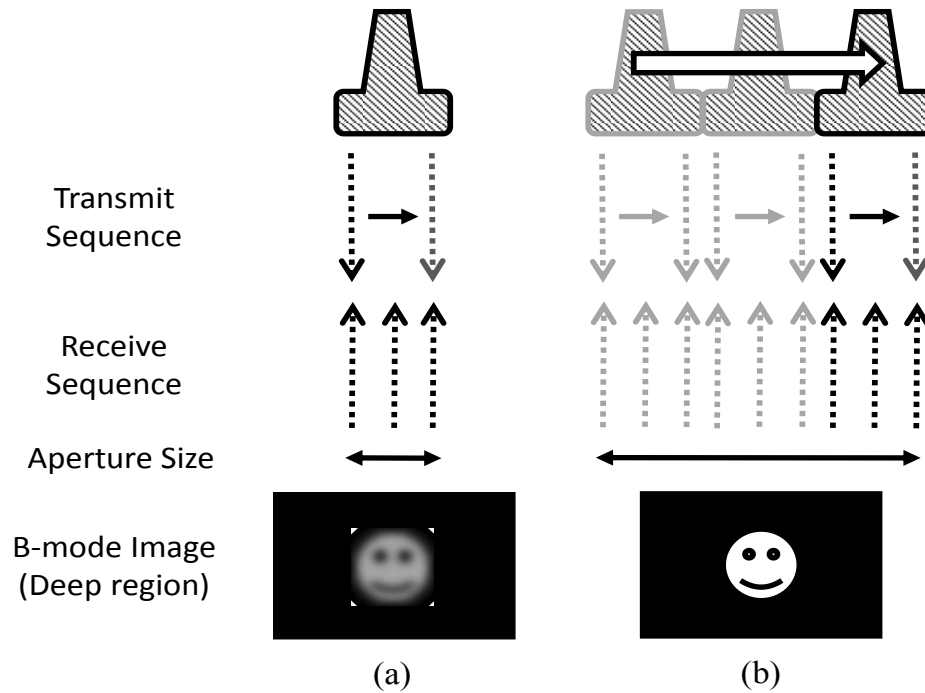 Transmit
Sequence
Receive
Sequence
Aperture Size
B-mode Image
(Deep region)
(a)
(b)